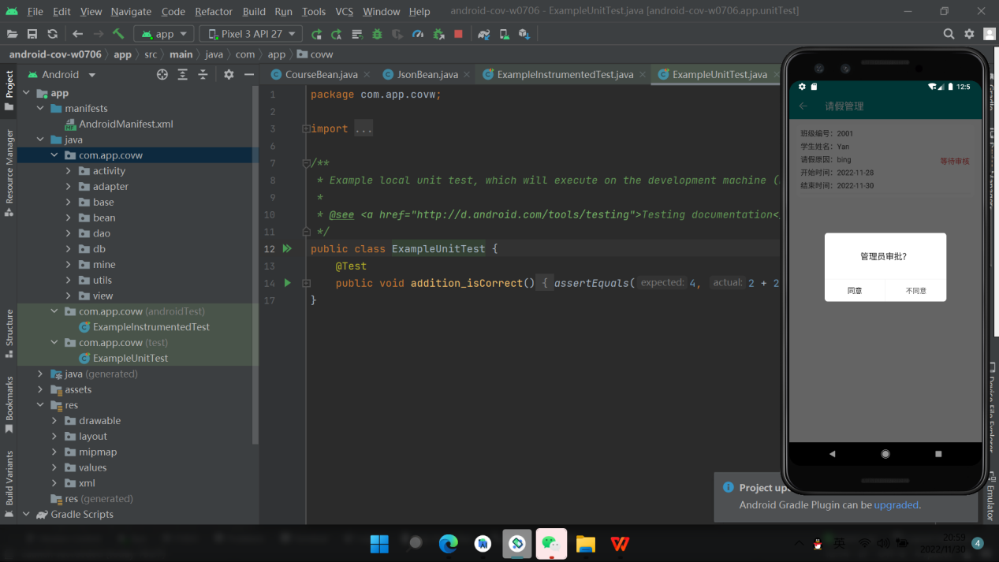 File Edit View Navigate Code Refactor Build Run Tools VCS Window Help android-cov-w0706 - ExampleUnitTest.java [android-cov-w0706.app.unitTest]
app Pixel 3 API 27
android-cov-w0706 app src main java com app covw
Project
Resource Manager
Structure
Bookmarks
Build Variants
Android
app
manifests
AndroidManifest.xml
java
com.app.covw
activity
adapter
base
bean
dao
db
mine
utils
view
com.app.covw (androidTest)
ExampleInstrumentedTest
com.app.covw (test)
ExampleUnitTest
java (generated)
assets
res
drawable
layout
mipmap
values
xml
res (generated)
Gradle Scripts
CourseBean.java JsonBean.java ExampleInstrumentedTest.java ExampleUnitTest.java
1 package com.app.covw;
2
3 import ...
6
7 /**
8 * Example local unit test, which will execute on the development machine (
9 *
10 * @see <a href="http://d.android.com/tools/testing">Testing documentation<
11 */
12 public class ExampleUnitTest {
13 @Test
14 public void addition_isCorrect() { assertEquals( expected: 4, actual: 2 + 2
17 }
12:5
请假管理
班级编号：2001
学生姓名：Yan
请假原因：bing
等待审核
开始时间：2022-11-28
结束时间：2022-11-30
管理员审批?
同意 不同意
Project up
Android Gradle Plugin can be upgraded.
Emulator
英
20:59
2022/11/30
4